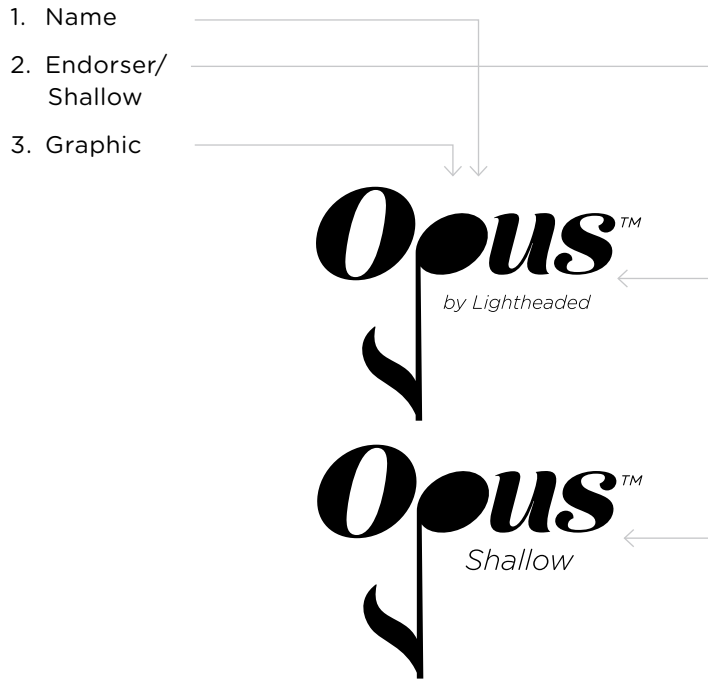 1. Name
2. Endorser/
Shallow
3. Graphic
Opus™
by Lightheaded
Opus™
Shallow